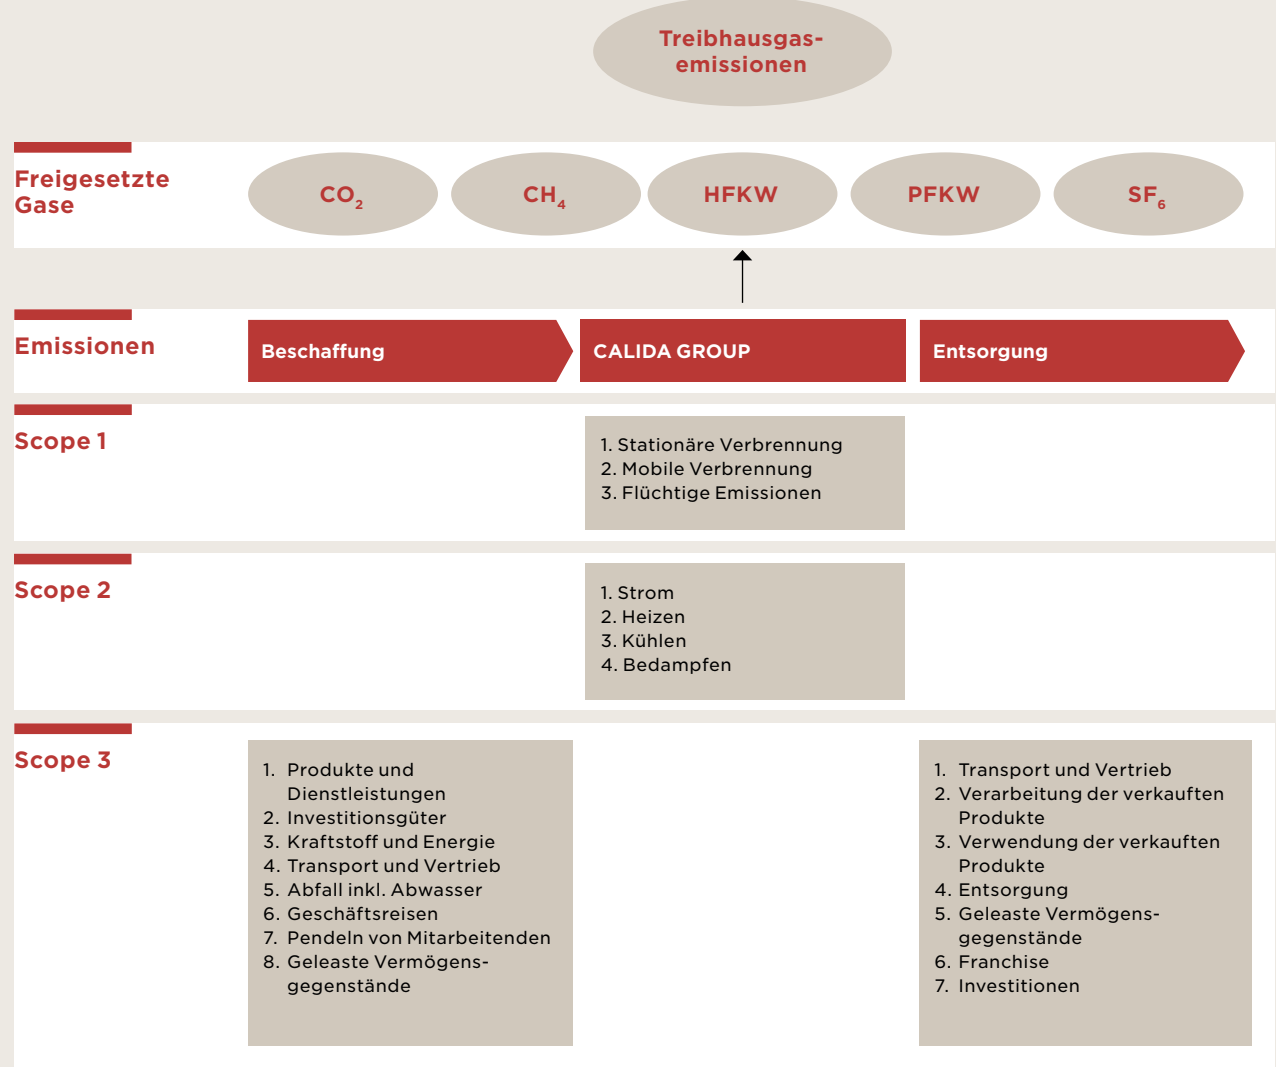 Treibhausgas-
emissionen
Freigesetzte
Gase
CO₂
CH₄
HFKW
PFKW
SF₆
Emissionen
Beschaffung
CALIDA GROUP
Entsorgung
Scope 1
1. Stationäre Verbrennung
2. Mobile Verbrennung
3. Flüchtige Emissionen
Scope 2
1. Strom
2. Heizen
3. Kühlen
4. Bedampfen
Scope 3
1. Produkte und
Dienstleistungen
2. Investitionsgüter
3. Kraftstoff und Energie
4. Transport und Vertrieb
5. Abfall inkl. Abwasser
6. Geschäftsreisen
7. Pendeln von Mitarbeitenden
8. Geleaste Vermögens-
gegenstände
1. Transport und Vertrieb
2. Verarbeitung der verkauften
Produkte
3. Verwendung der verkauften
Produkte
4. Entsorgung
5. Geleaste Vermögens-
gegenstände
6. Franchise
7. Investitionen